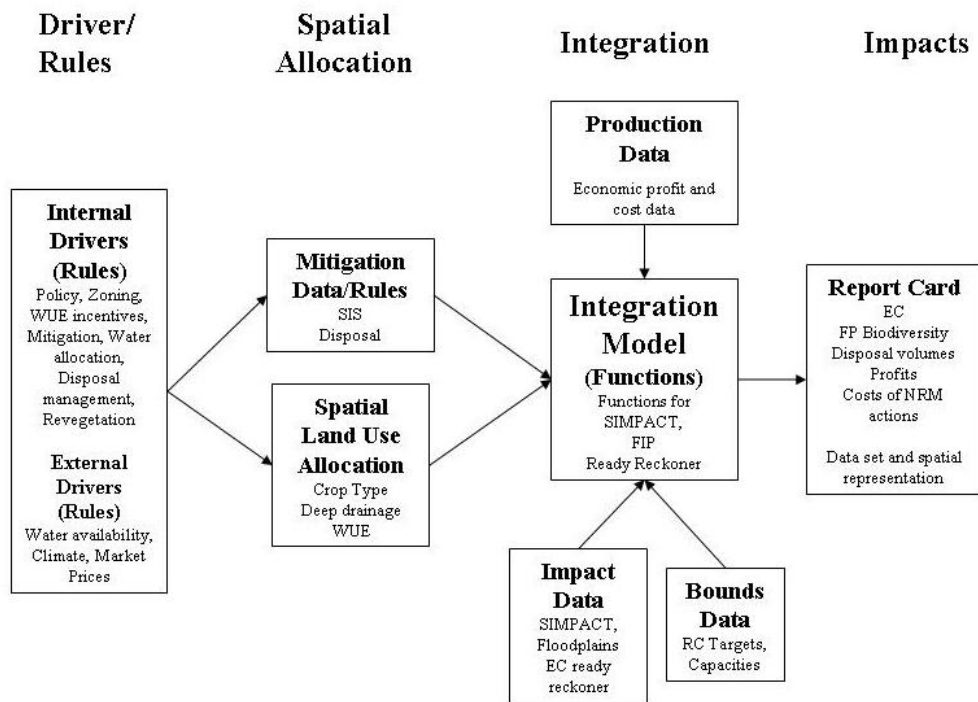 Driver/
Rules
Spatial
Allocation
Integration
Impacts
Internal
Drivers
(Rules)
Policy, Zoning,
WUE incentives,
Mitigation, Water
allocation,
Disposal
management,
Revegetation
External
Drivers
(Rules)
Water availability,
Climate, Market
Prices
Mitigation
Data/Rules
SIS
Disposal
Spatial
Land Use
Allocation
Crop Type
Deep drainage
WUE
Production
Data
Economic profit and
cost data
Integration
Model
(Functions)
Functions for
SIMPACT,
FIP
Ready Reckoner
Impact
Data
SIMPACT,
Floodplains
EC ready
reckoner
Bounds
Data
RC Targets,
Capacities
Report Card
EC
FP Biodiversity
Disposal volumes
Profits
Costs of NRM
actions
Data set and spatial
representation